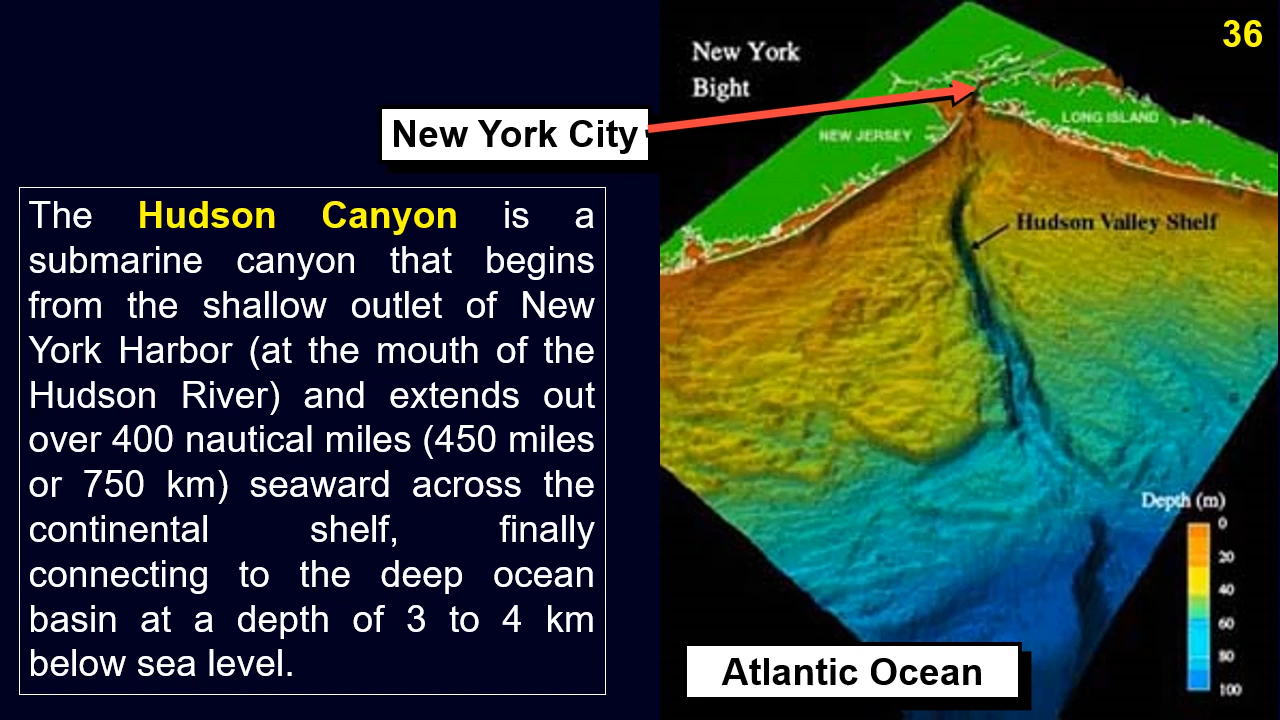 36
New York
Bight
New York City
LONG ISLAND
NEW JERSEY
The Hudson Canyon is a
submarine canyon that begins
from the shallow outlet of New
York Harbor (at the mouth of the
Hudson River) and extends out
over 400 nautical miles (450 miles
or 750 km) seaward across the
continental shelf, finally
connecting to the deep ocean
basin at a depth of 3 to 4 km
below sea level.
Hudson Valley Shelf
Depth (m)
0
20
40
60
80
100
Atlantic Ocean